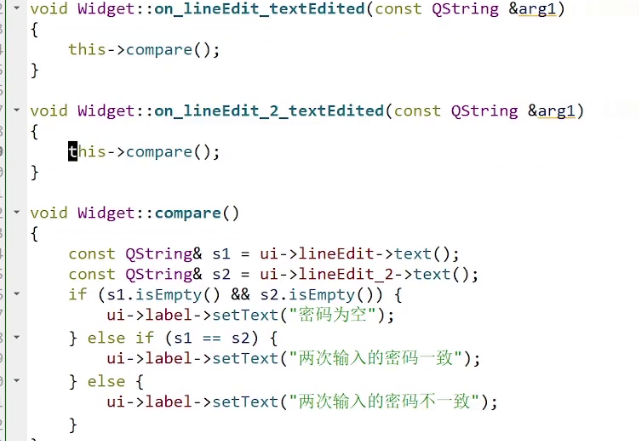 void Widget::on_lineEdit_textEdited(const QString &arg1)
{
    this->compare();
}
void Widget::on_lineEdit_2_textEdited(const QString &arg1)
{
    this->compare();
}
void Widget::compare()
{
    const QString& s1 = ui->lineEdit->text();
    const QString& s2 = ui->lineEdit_2->text();
    if (s1.isEmpty() && s2.isEmpty()) {
        ui->label->setText("密码为空");
    } else if (s1 == s2) {
        ui->label->setText("两次输入的密码一致");
    } else {
        ui->label->setText("两次输入的密码不一致");
    }